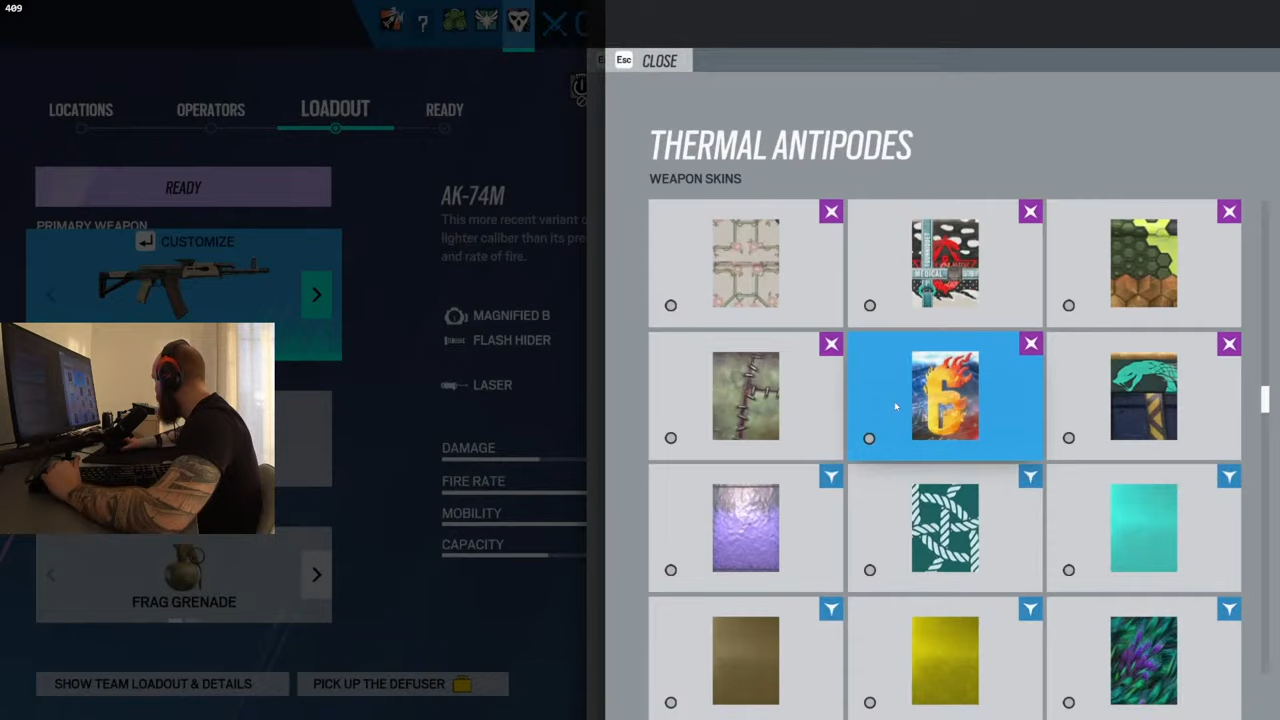 409
?
Esc CLOSE
LOCATIONS OPERATORS LOADOUT READY
READY
PRIMARY WEAPON
CUSTOMIZE
AK-74M
This more recent variant
lighter caliber than its
and rate of fire.
MAGNIFIED B
FLASH HIDER
LASER
DAMAGE
FIRE RATE
MOBILITY
CAPACITY
FRAG GRENADE
SHOW TEAM LOADOUT & DETAILS
PICK UP THE DEFUSER
THERMAL ANTIPODES
WEAPON SKINS
MEDICAL
6